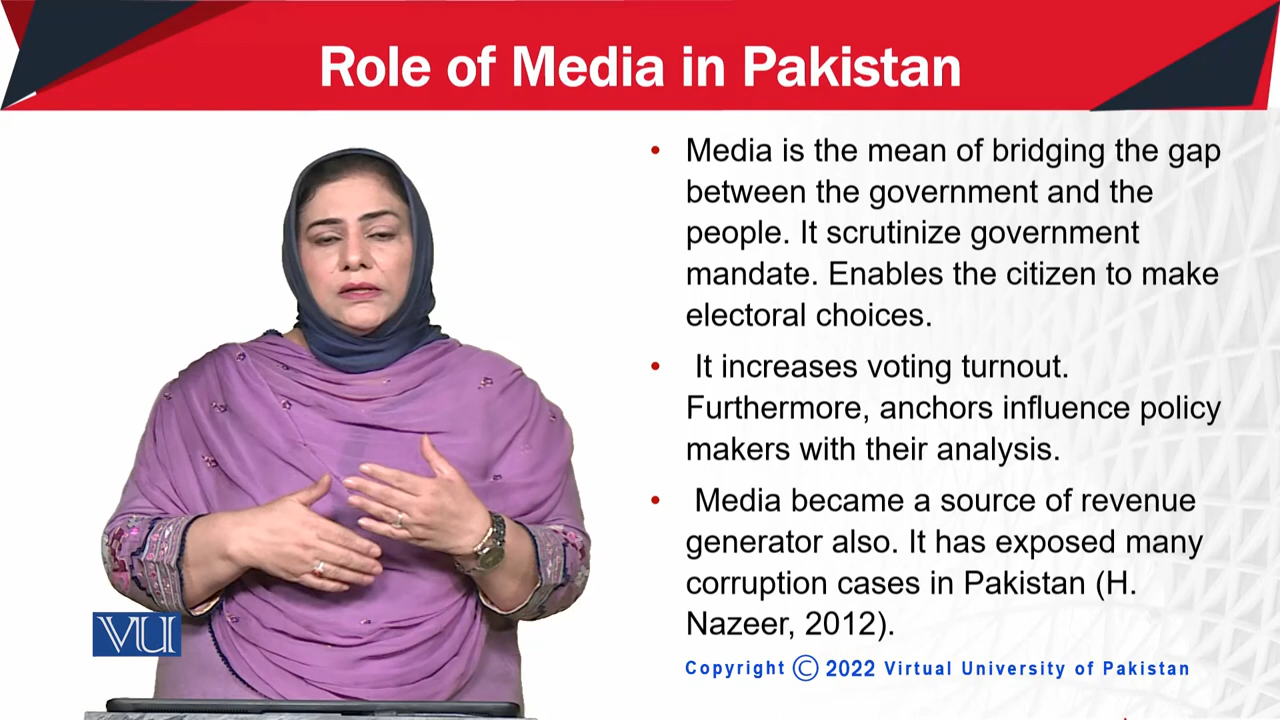 Role of Media in Pakistan
• Media is the mean of bridging the gap
between the government and the
people. It scrutinize government
mandate. Enables the citizen to make
electoral choices.
• It increases voting turnout.
Furthermore, anchors influence policy
makers with their analysis.
• Media became a source of revenue
generator also. It has exposed many
corruption cases in Pakistan (H.
Nazeer, 2012).
VU
Copyright © 2022 Virtual University of Pakistan